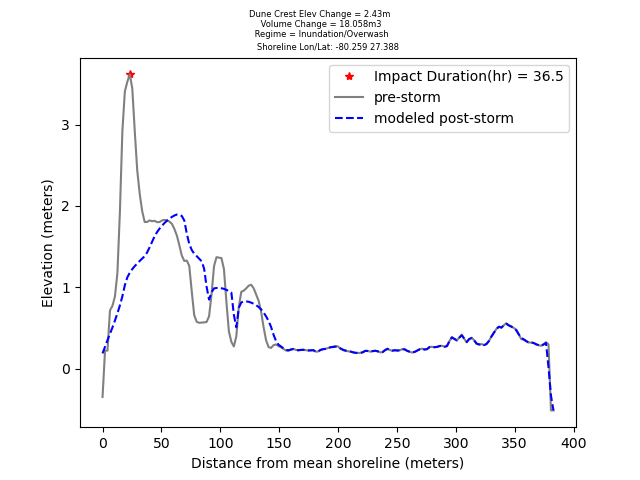 Dune Crest Elev Change = 2.43m
Volume Change = 18.058m3
Regime = Inundation/Overwash
Shoreline Lon/Lat: -80.259 27.388
Impact Duration(hr) = 36.5
pre-storm
modeled post-storm
3
2
1
0
Elevation (meters)
0 50 100 150 200 250 300 350 400
Distance from mean shoreline (meters)